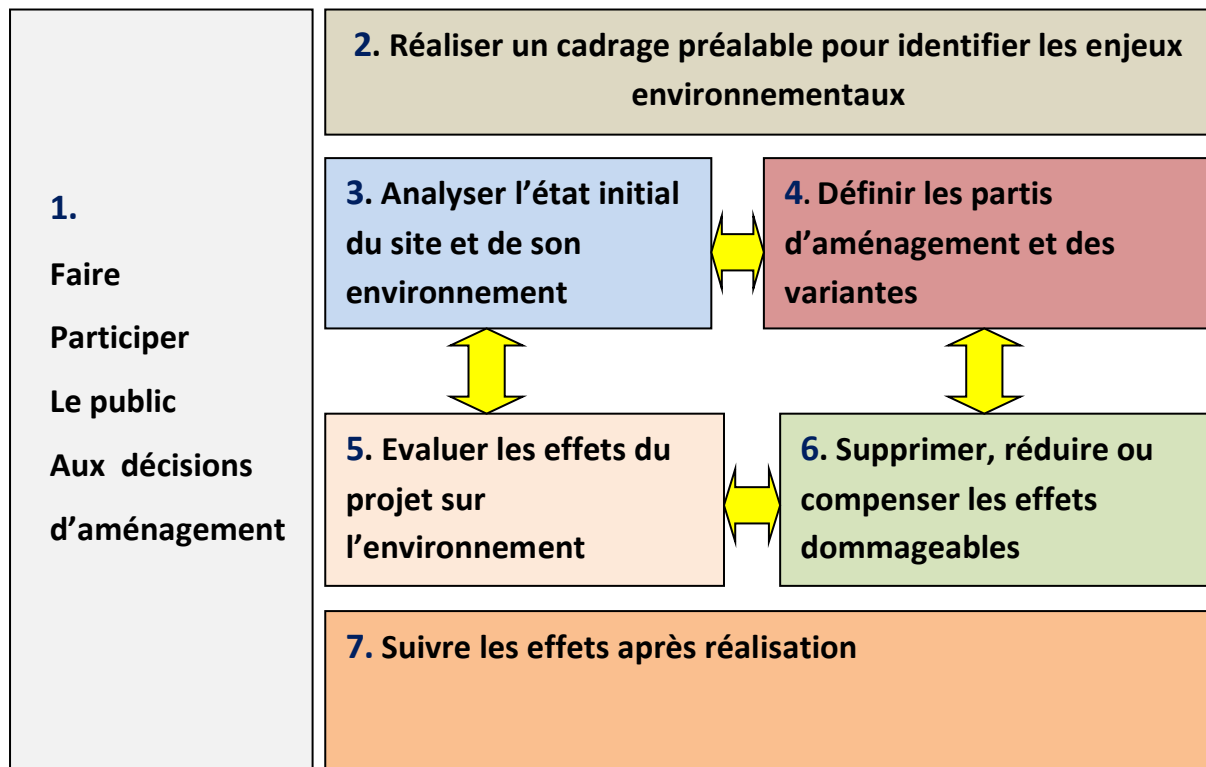 1.
Faire
Participer
Le public
Aux décisions
d’aménagement
2. Réaliser un cadrage préalable pour identifier les enjeux
environnementaux
3. Analyser l’état initial
du site et de son
environnement
4. Définir les partis
d’aménagement et des
variantes
5. Evaluer les effets du
projet sur
l’environnement
6. Supprimer, réduire ou
compenser les effets
dommageables
7. Suivre les effets après réalisation